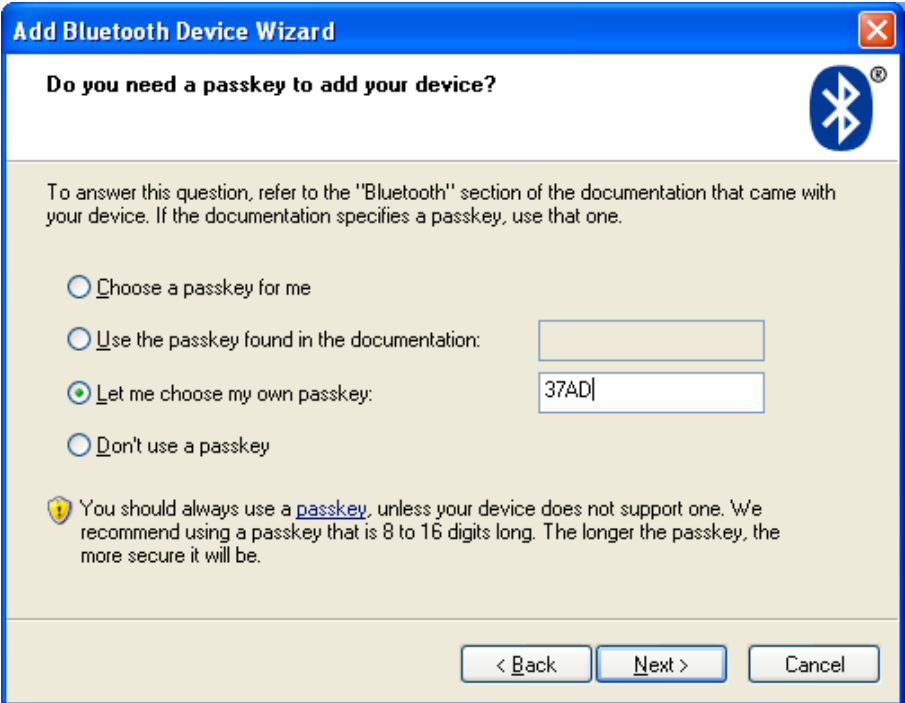 Add Bluetooth Device Wizard
Do you need a passkey to add your device?
®
To answer this question, refer to the "Bluetooth" section of the documentation that came with
your device. If the documentation specifies a passkey, use that one.
Choose a passkey for me
Use the passkey found in the documentation:
Let me choose my own passkey: 37AD
Don't use a passkey
You should always use a passkey, unless your device does not support one. We
recommend using a passkey that is 8 to 16 digits long. The longer the passkey, the
more secure it will be.
< Back Next > Cancel